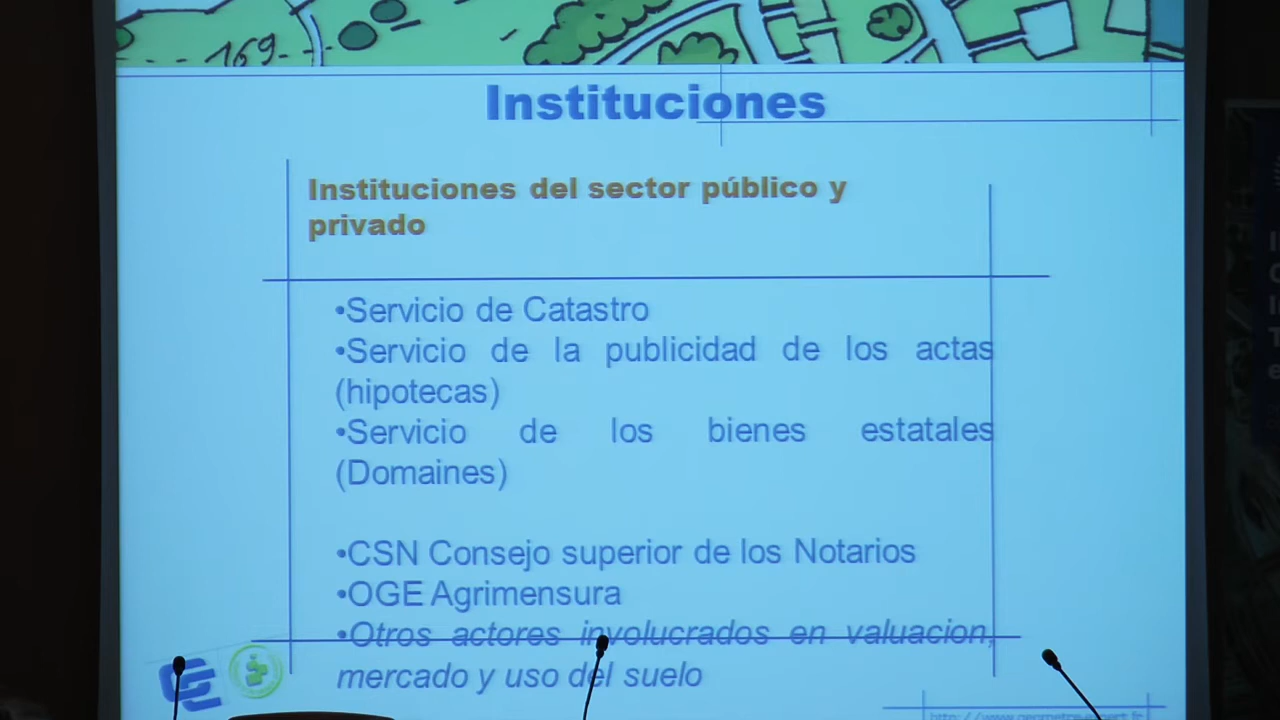 169
Instituciones
Instituciones del sector público y
privado
•Servicio de Catastro
•Servicio de la publicidad de los actas
(hipotecas)
•Servicio de los bienes estatales
(Domaines)
•CSN Consejo superior de los Notarios
•OGE Agrimensura
•Otros actores involucrados en valuacion,
mercado y uso del suelo